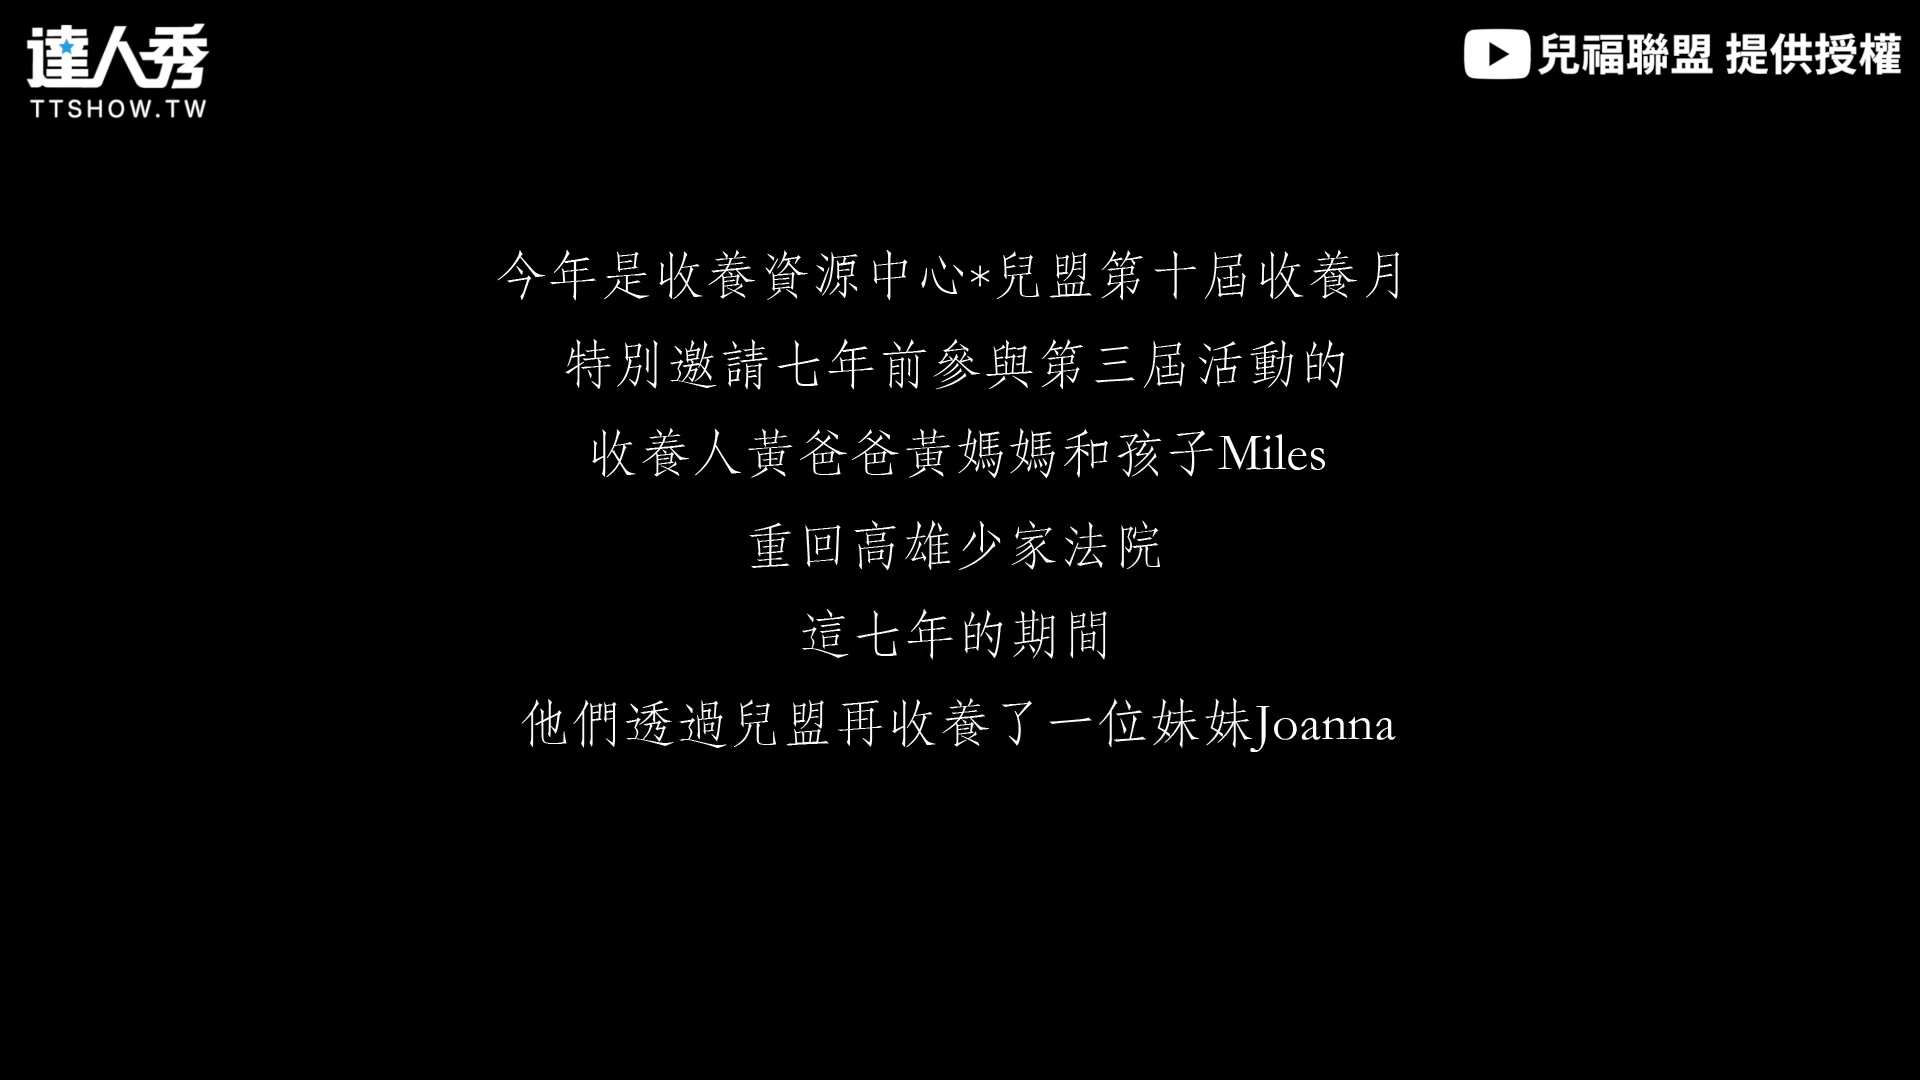 達人秀
TTSHOW.TW
兒福聯盟 提供授權
今年是收養資源中心*兒盟第十屆收養月
特別邀請七年前參與第三屆活動的
收養人黃爸爸黃媽媽和孩子Miles
重回高雄少家法院
這七年的期間
他們透過兒盟再收養了一位妹妹Joanna